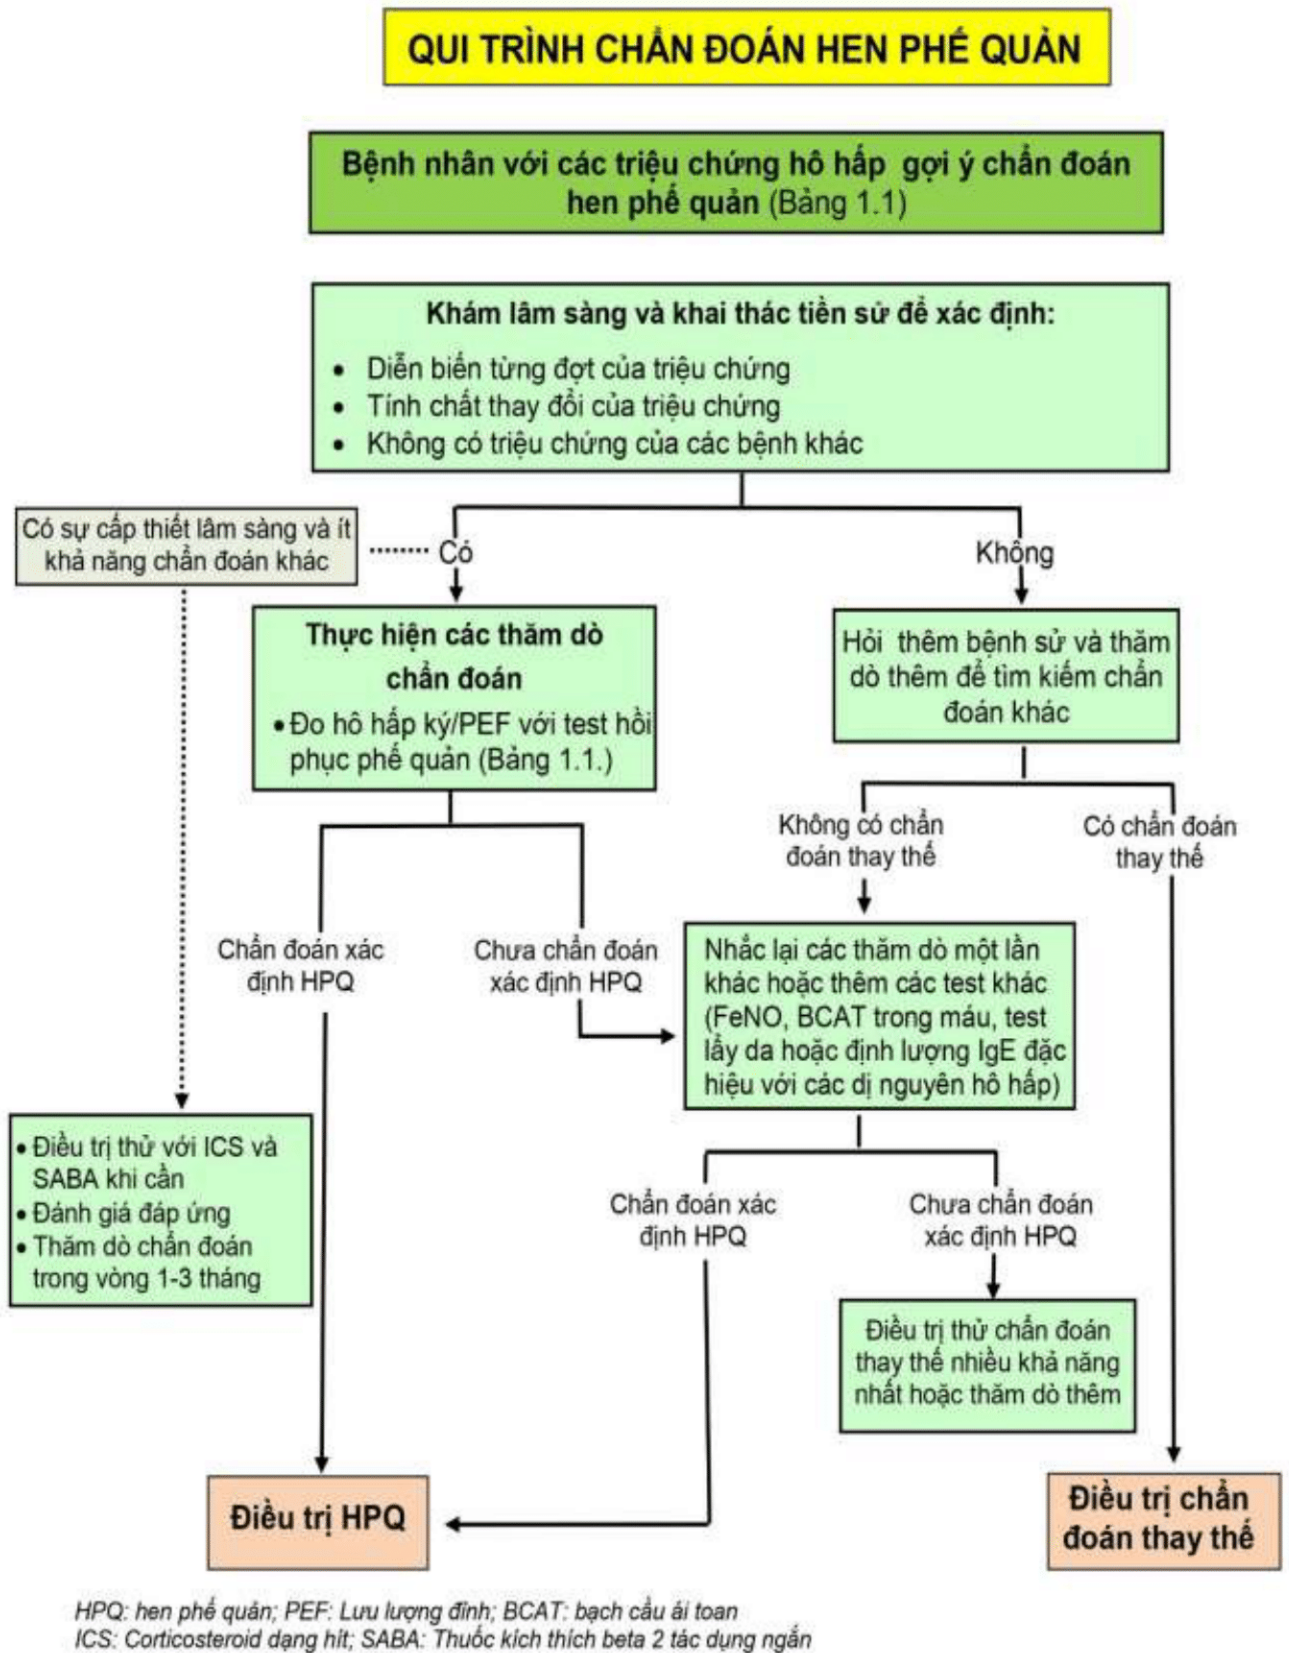 QUI TRÌNH CHẨN ĐOÁN HEN PHẾ QUẢN
Bệnh nhân với các triệu chứng hô hấp gợi ý chẩn đoán
hen phế quản (Bảng 1.1)
Khám lâm sàng và khai thác tiền sử để xác định:
• Diễn biến từng đợt của triệu chứng
• Tính chất thay đổi của triệu chứng
• Không có triệu chứng của các bệnh khác
Có sự cấp thiết lâm sàng và ít
khả năng chẩn đoán khác
Có
Không
Thực hiện các thăm dò
chẩn đoán
• Đo hô hấp ký/PEF với test hồi
phục phế quản (Bảng 1.1.)
Hỏi thêm bệnh sử và thăm
dò thêm để tìm kiếm chẩn
đoán khác
Không có chẩn
đoán thay thế
Có chẩn đoán
thay thế
Chẩn đoán xác
định HPQ
Chưa chẩn đoán
xác định HPQ
Nhắc lại các thăm dò một lần
khác hoặc thêm các test khác
(FeNO, BCAT trong máu, test
lẩy da hoặc định lượng IgE đặc
hiệu với các dị nguyên hô hấp)
• Điều trị thử với ICS và
SABA khi cần
• Đánh giá đáp ứng
• Thăm dò chẩn đoán
trong vòng 1-3 tháng
Chẩn đoán xác
định HPQ
Chưa chẩn đoán
xác định HPQ
Điều trị thử chẩn đoán
thay thế nhiều khả năng
nhất hoặc thăm dò thêm
Điều trị HPQ
Điều trị chẩn
đoán thay thế
HPQ: hen phế quản; PEF: Lưu lượng đỉnh; BCAT: bạch cầu ái toan
ICS: Corticosteroid dạng hít; SABA: Thuốc kích thích beta 2 tác dụng ngắn